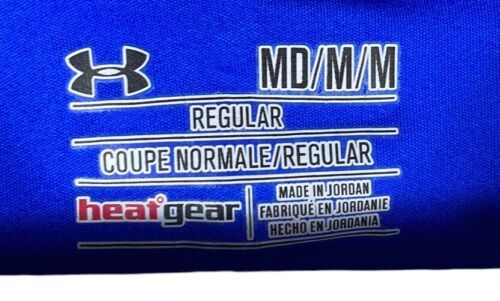 MD/M/M
REGULAR
COUPE NORMALE/REGULAR
heatgear
MADE IN JORDAN
FABRIQUÉ EN JORDANIE
HECHO EN JORDANIA